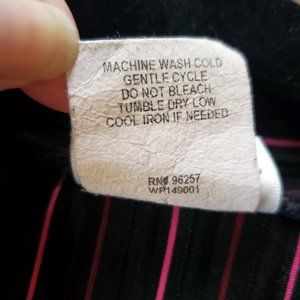 MACHINE WASH COLD
GENTLE CYCLE
DO NOT BLEACH
TUMBLE DRY LOW
COOL IRON IF NEEDED
RN# 96257
WP149001